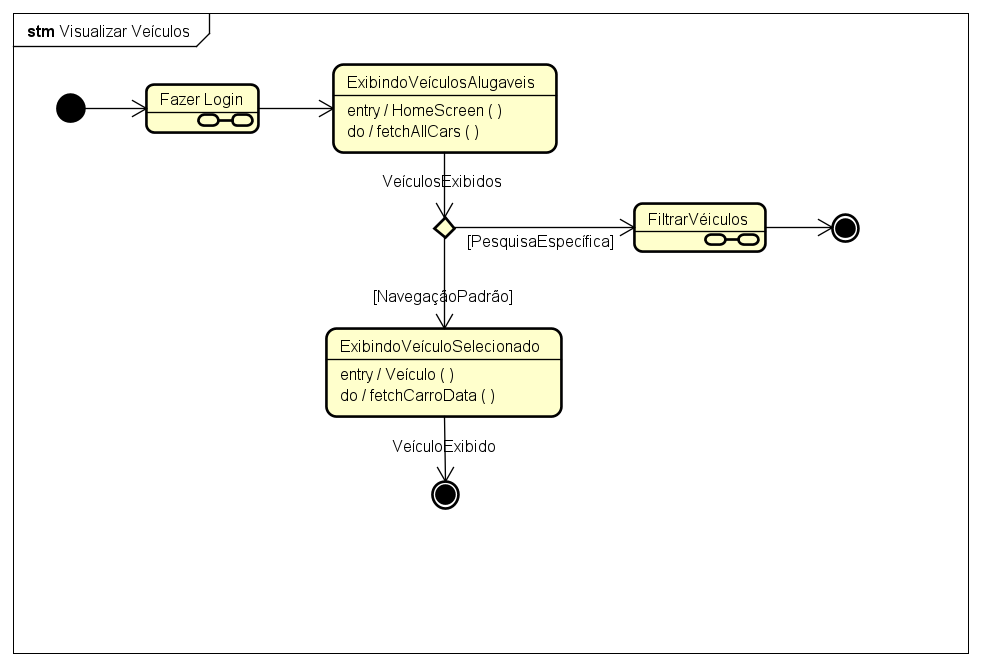 stm Visualizar Veículos
Fazer Login
ExibindoVeículosAlugaveis
entry / HomeScreen ( )
do / fetchAllCars ( )
VeículosExibidos
FiltrarVéiculos
[PesquisaEspecífica]
[NavegaçãoPadrão]
ExibindoVeículoSelecionado
entry / Veículo ( )
do / fetchCarroData ( )
VeículoExibido